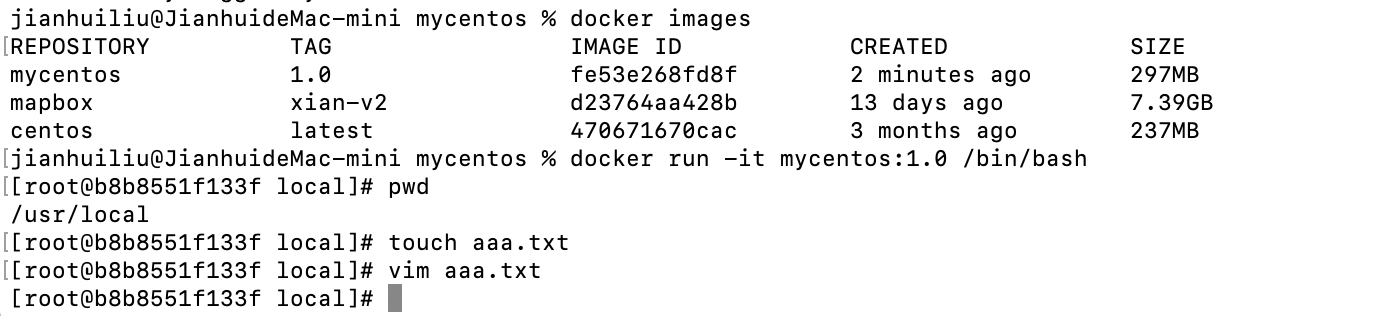 jianhuiliu@JianhuideMac-mini mycentos % docker images
[REPOSITORY TAG IMAGE ID CREATED SIZE
mycentos 1.0 fe53e268fd8f 2 minutes ago 297MB
mapbox xian-v2 d23764aa428b 13 days ago 7.39GB
centos latest 470671670cac 3 months ago 237MB
[jianhuiliu@JianhuideMac-mini mycentos % docker run -it mycentos:1.0 /bin/bash
[[root@b8b8551f133f local]# pwd
/usr/local
[[root@b8b8551f133f local]# touch aaa.txt
[[root@b8b8551f133f local]# vim aaa.txt
[root@b8b8551f133f local]#